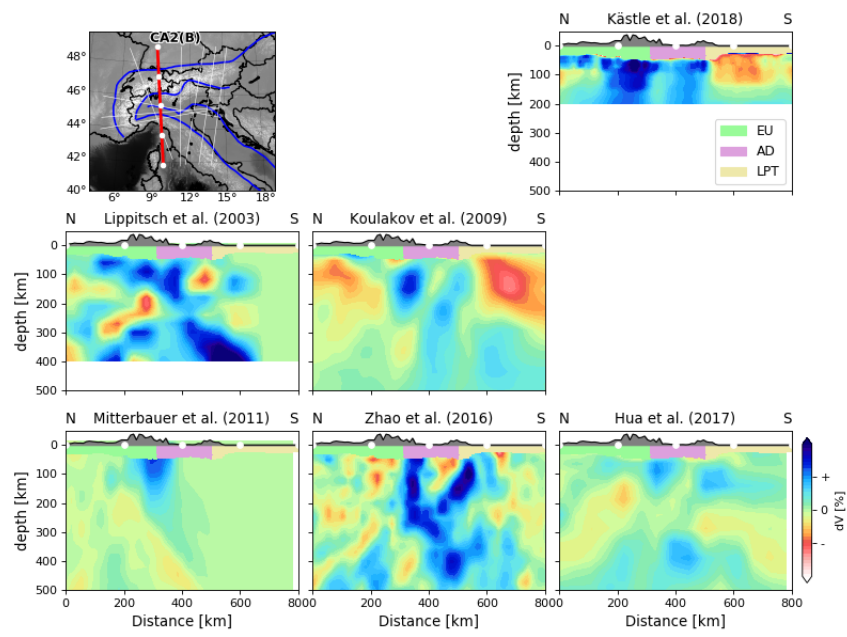 CA2(B)
48°
46°
44°
42°
40°
6° 9° 12° 15° 18°
N Kästle et al. (2018) S
0
100
200
300
400
500
depth [km]
EU
AD
LPT
N Lippitsch et al. (2003) S
Koulakov et al. (2009)
0
100
200
300
400
500
depth [km]
N Mitterbauer et al. (2011) S
Zhao et al. (2016)
N Hua et al. (2017) S
0
100
200
300
400
500
depth [km]
0 200 400 600 800
0 200 400 600 800
0 200 400 600 800
Distance [km]
Distance [km]
Distance [km]
+
0
-
dV [%]